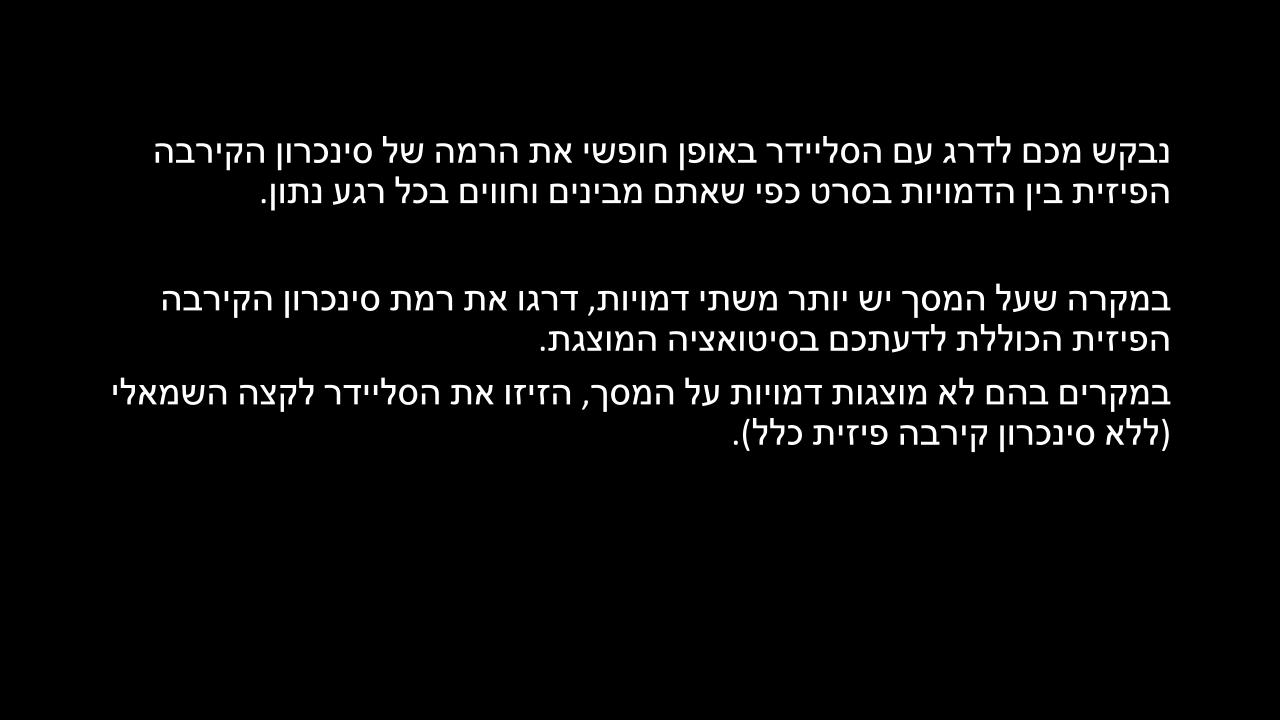 נבקש מכם לדרג עם הסליידר באופן חופשי את הרמה של סינכרון הקירבה
הפיזית בין הדמויות בסרט כפי שאתם מבינים וחווים בכל רגע נתון.
במקרה שעל המסך יש יותר משתי דמויות, דרגו את רמת סינכרון הקירבה
הפיזית הכוללת לדעתכם בסיטואציה המוצגת.
במקרים בהם לא מוצגות דמויות על המסך, הזיזו את הסליידר לקצה השמאלי
(ללא סינכרון קירבה פיזית כלל).